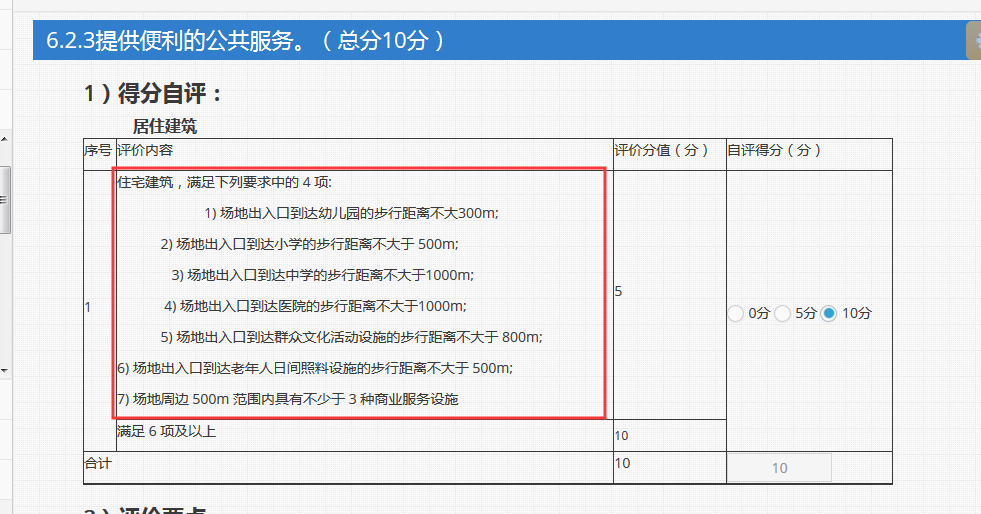 6.2.3提供便利的公共服务。（总分10分）
1）得分自评：
居住建筑
序号 评价内容 评价分值（分） 自评得分（分）
住宅建筑，满足下列要求中的 4 项:
1) 场地出入口到达幼儿园的步行距离不大300m;
2) 场地出入口到达小学的步行距离不大于 500m;
3) 场地出入口到达中学的步行距离不大于1000m;
4) 场地出入口到达医院的步行距离不大于1000m;
5) 场地出入口到达群众文化活动设施的步行距离不大于 800m;
6) 场地出入口到达老年人日间照料设施的步行距离不大于 500m;
7) 场地周边 500m 范围内具有不少于 3 种商业服务设施
1
5
0分 5分 10分
满足 6 项及以上 10
合计 10 10